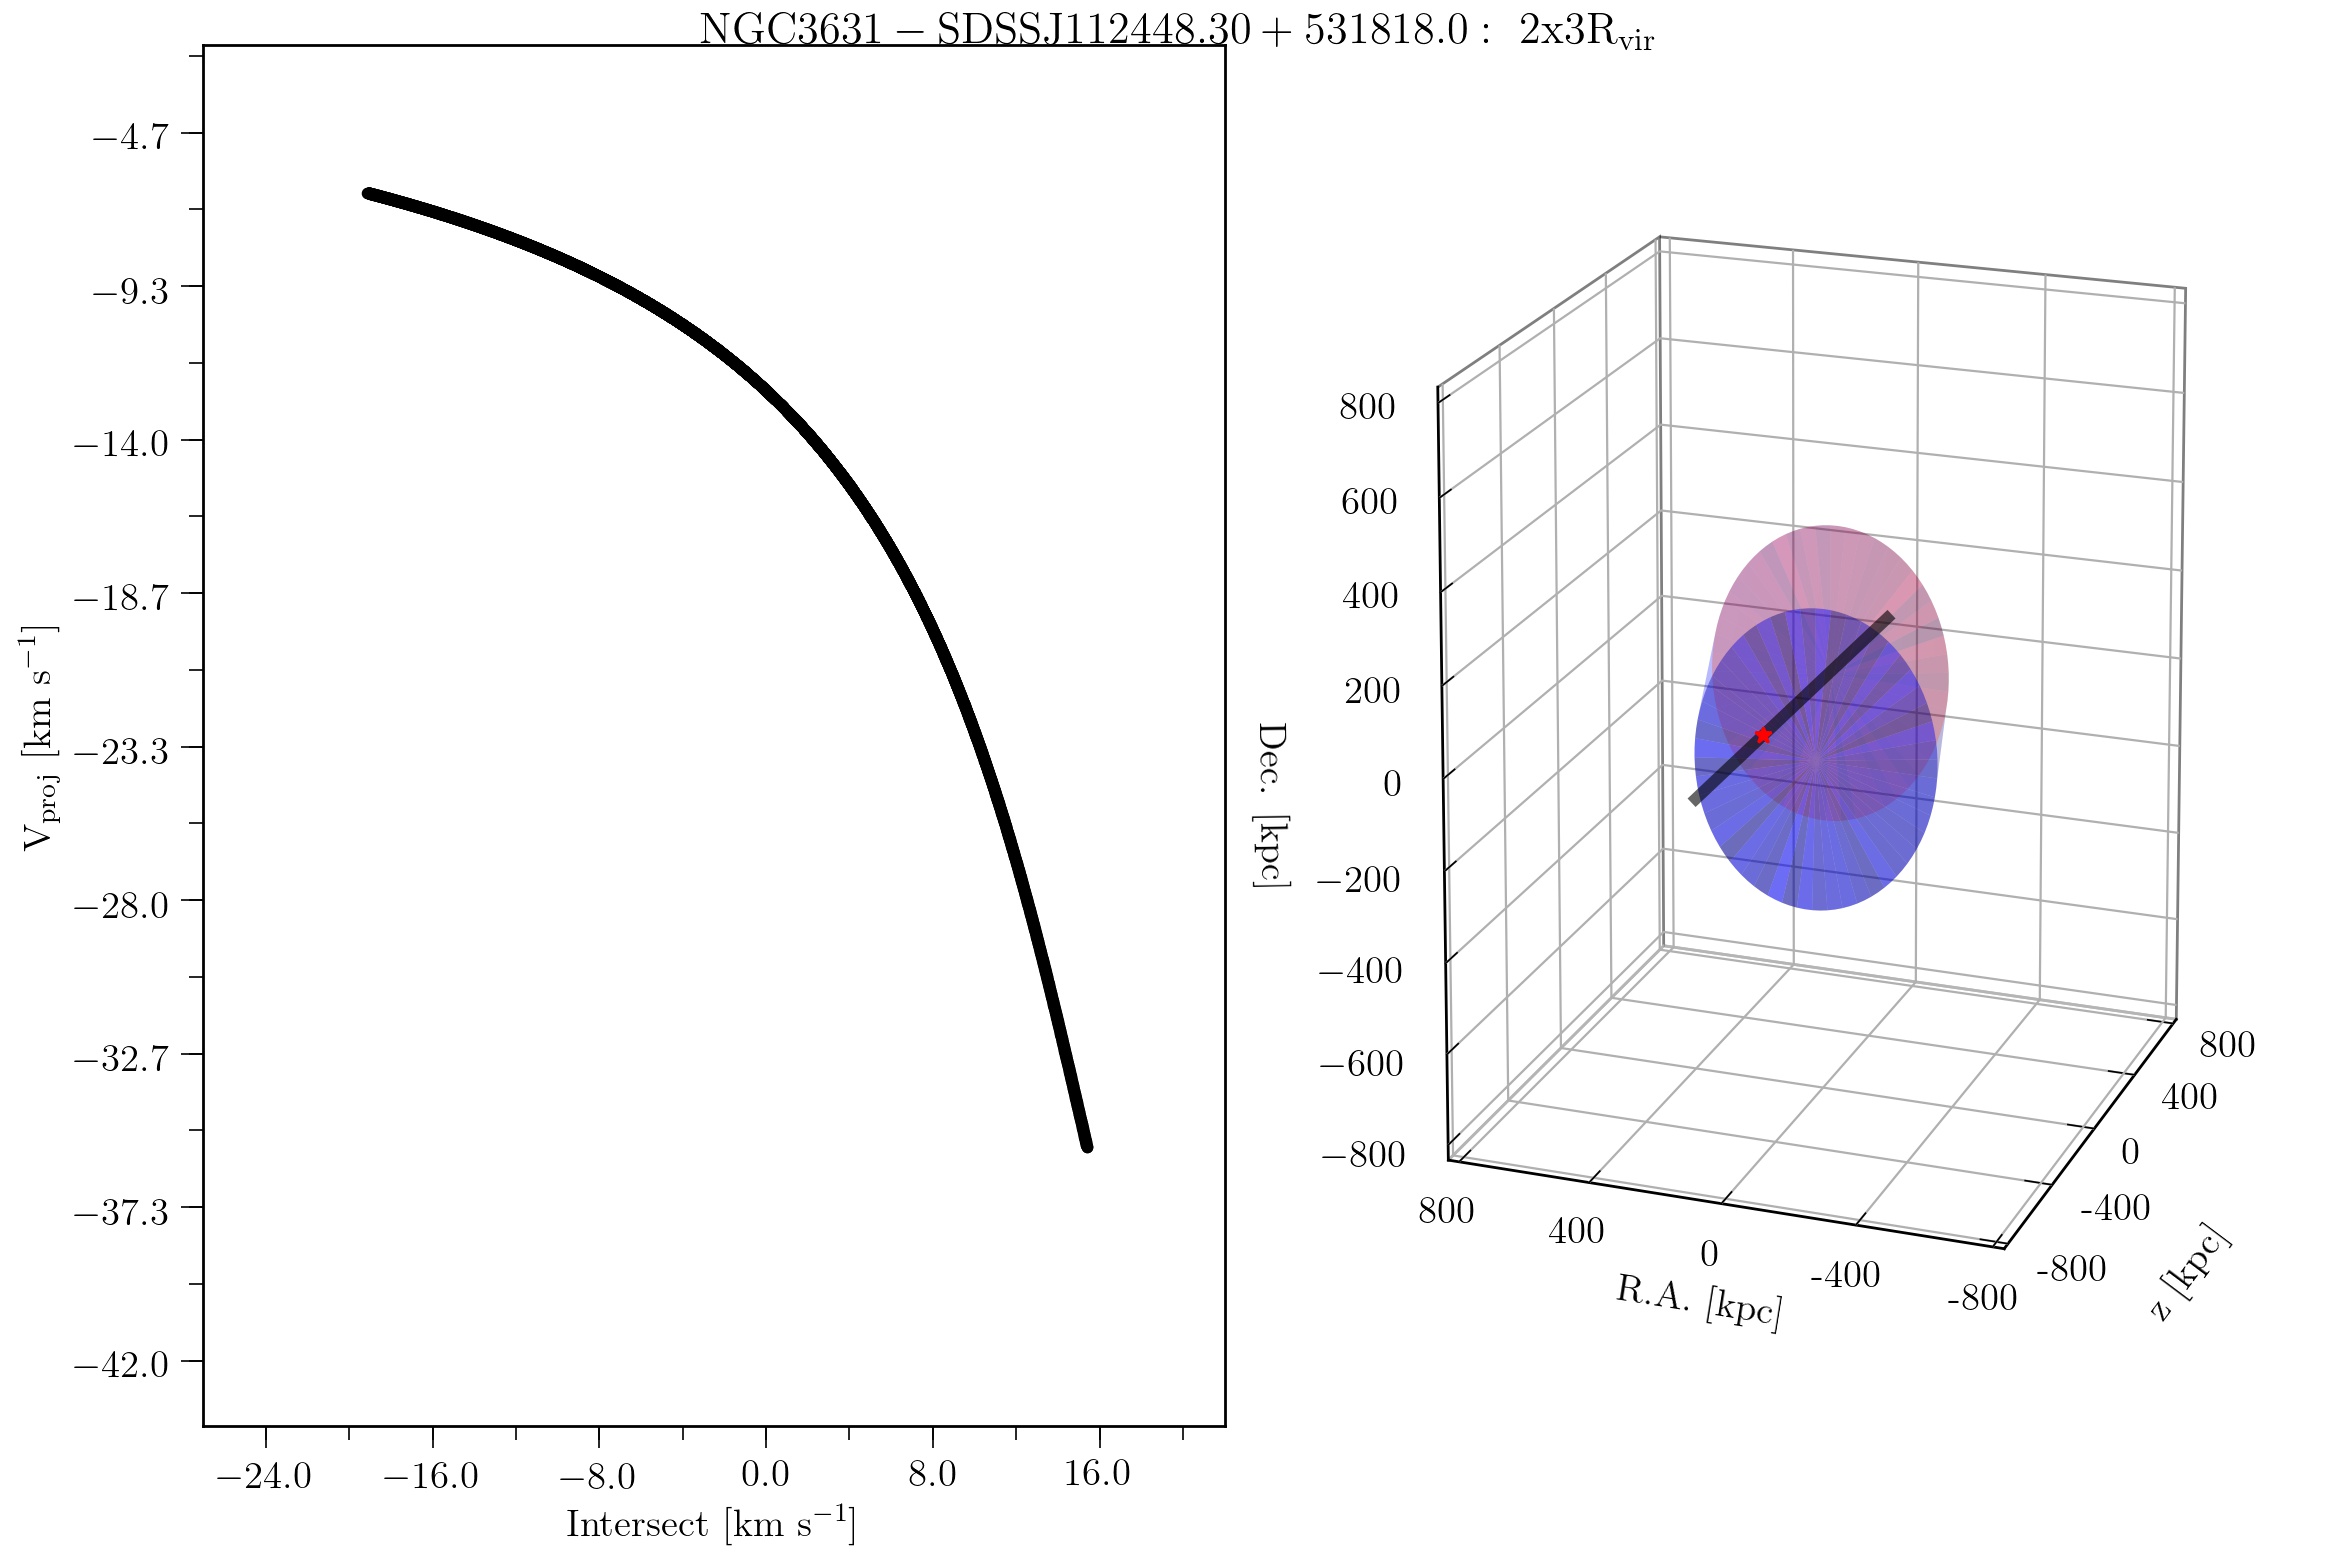 NGC3631 − SDSSJ112448.30 + 531818.0 : 2x3R_vir
−4.7
−9.3
−14.0
−18.7
−23.3
−28.0
−32.7
−37.3
−42.0
V_proj [km s⁻¹]
−24.0 −16.0 −8.0 0.0 8.0 16.0
Intersect [km s⁻¹]
800
600
400
200
0
−200
−400
−600
−800
Dec. [kpc]
800 400 0 -400 -800
R.A. [kpc]
800
400
0
-400
-800
z [kpc]